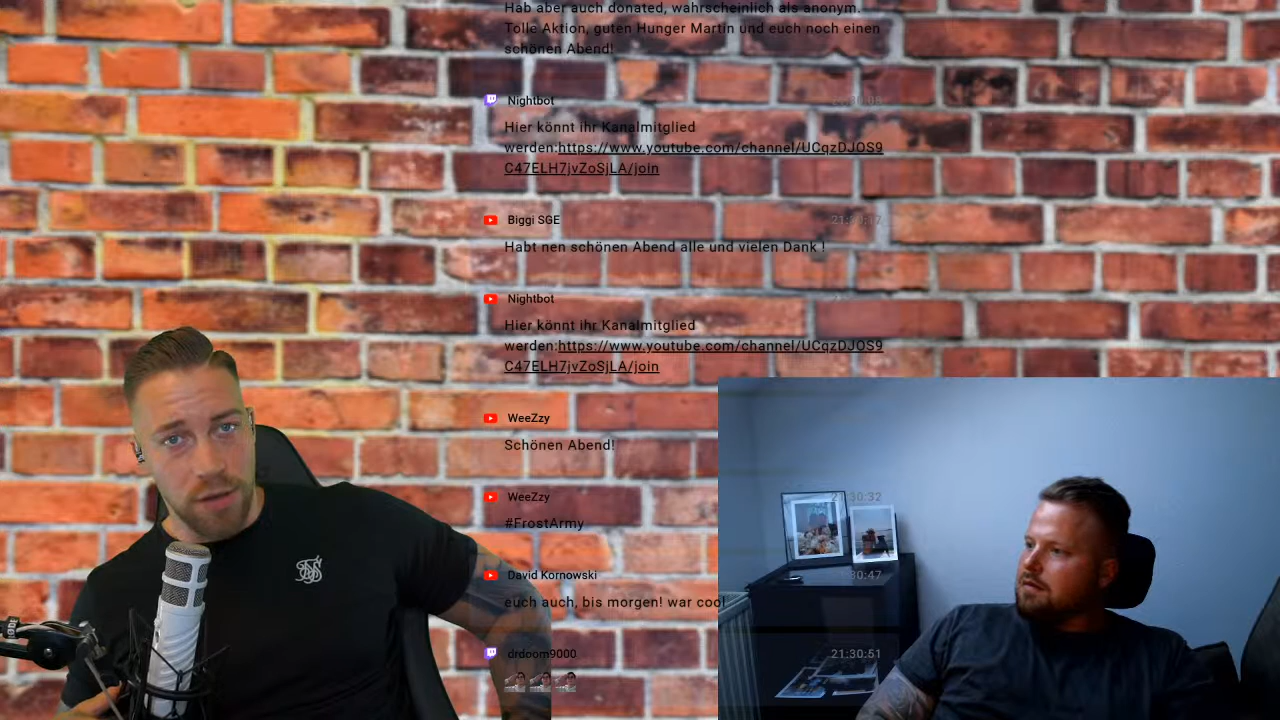 Hab aber auch donated, wahrscheinlich als anonym.
Tolle Aktion, guten Hunger Martin und euch noch einen
schönen Abend!
Nightbot
Hier könnt ihr Kanalmitglied
werden:https://www.youtube.com/channel/UCqzDJOS9
C47ELH7jvZoSjLA/join
Biggi SGE
Habt nen schönen Abend alle und vielen Dank !
Nightbot
Hier könnt ihr Kanalmitglied
werden:https://www.youtube.com/channel/UCqzDJOS9
C47ELH7jvZoSjLA/join
WeeZzy
Schönen Abend!
WeeZzy 21:30:32
#FrostArmy
David Kornowski :30:47
euch auch, bis morgen! war cool
drdoom9000 21:30:51